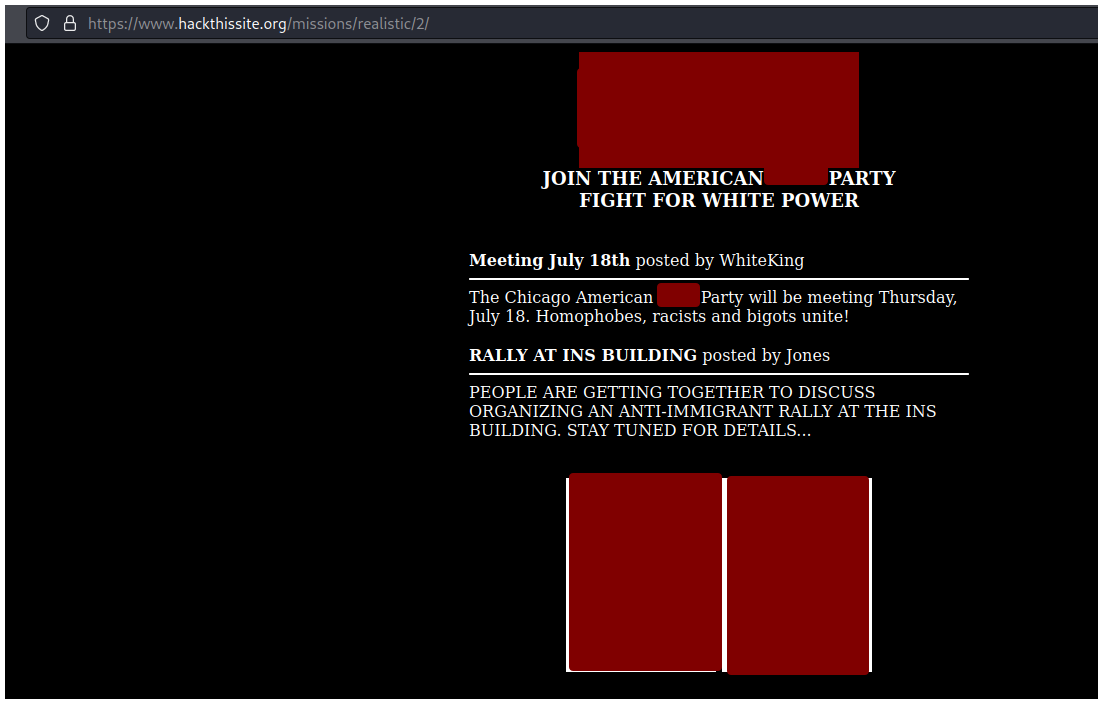 https://www.hackthissite.org/missions/realistic/2/
JOIN THE AMERICAN PARTY
FIGHT FOR WHITE POWER
Meeting July 18th posted by WhiteKing
The Chicago American Party will be meeting Thursday,
July 18. Homophobes, racists and bigots unite!
RALLY AT INS BUILDING posted by Jones
PEOPLE ARE GETTING TOGETHER TO DISCUSS
ORGANIZING AN ANTI-IMMIGRANT RALLY AT THE INS
BUILDING. STAY TUNED FOR DETAILS...